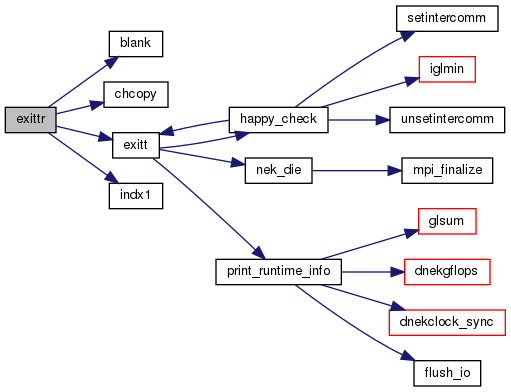 exittr
blank
chcopy
exitt
indx1
happy_check
nek_die
print_runtime_info
setintercomm
iglmin
unsetintercomm
mpi_finalize
glsum
dnekgflops
dnekclock_sync
flush_io